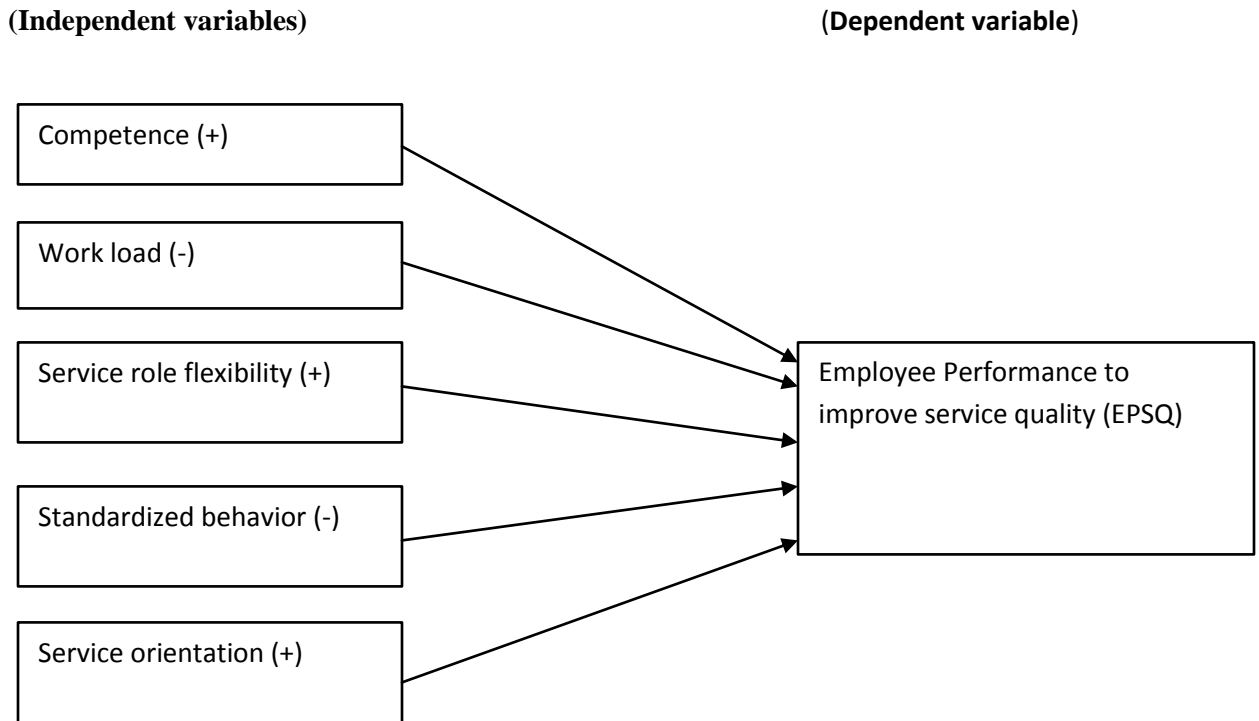 (Independent variables)
(Dependent variable)
Competence (+)
Work load (-)
Service role flexibility (+)
Employee Performance to
improve service quality (EPSQ)
Standardized behavior (-)
Service orientation (+)